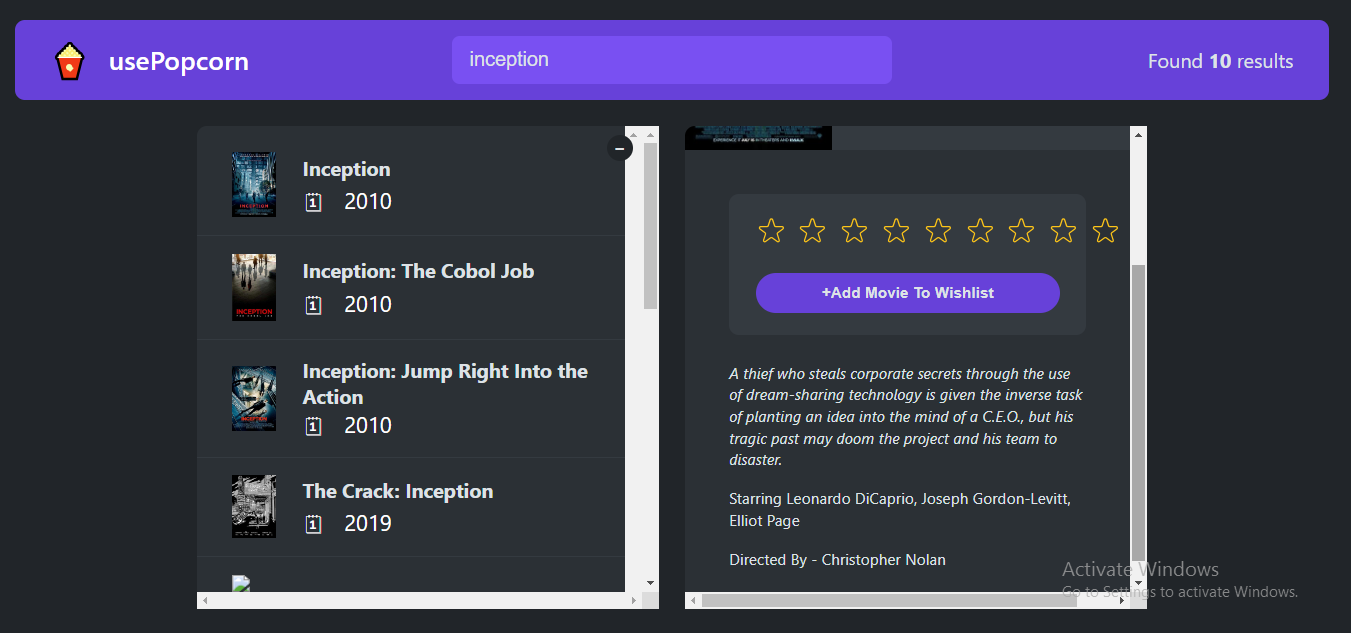 usePopcorn
inception
Found 10 results
Inception
2010
Inception: The Cobol Job
2010
Inception: Jump Right Into the
Action
2010
The Crack: Inception
2019
+Add Movie To Wishlist
A thief who steals corporate secrets through the use
of dream-sharing technology is given the inverse task
of planting an idea into the mind of a C.E.O., but his
tragic past may doom the project and his team to
disaster.
Starring Leonardo DiCaprio, Joseph Gordon-Levitt,
Elliot Page
Directed By - Christopher Nolan
Activate Windows
Go to Settings to activate Windows.